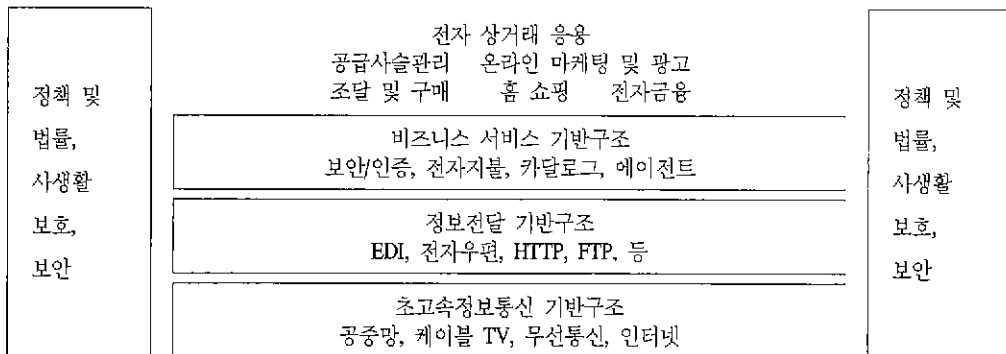 정책 및
법률,
사생활
보호,
보안
전자 상거래 응용
공급사슬관리 온라인 마케팅 및 광고
조달 및 구매 홈 쇼핑 전자금융
비즈니스 서비스 기반구조
보안/인증, 전자지불, 카달로그, 에이전트
정보전달 기반구조
EDI, 전자우편, HTTP, FTP, 등
초고속정보통신 기반구조
공중망, 케이블 TV, 무선통신, 인터넷
정책 및
법률,
사생활
보호,
보안